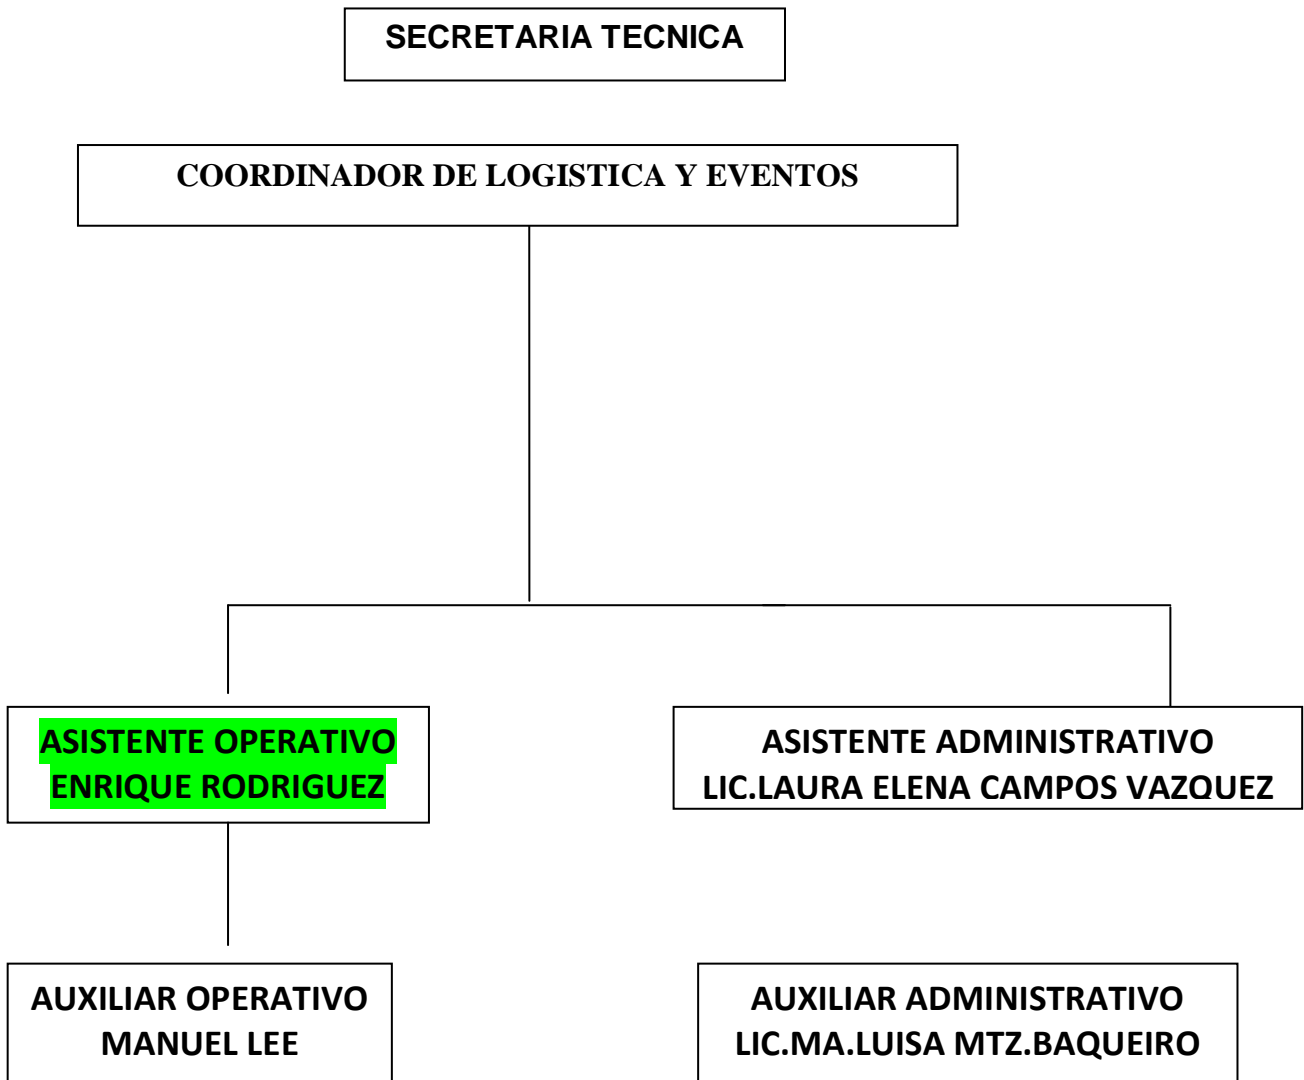 SECRETARIA TECNICA
COORDINADOR DE LOGISTICA Y EVENTOS
ASISTENTE OPERATIVO
ENRIQUE RODRIGUEZ
ASISTENTE ADMINISTRATIVO
LIC.LAURA ELENA CAMPOS VAZQUEZ
AUXILIAR OPERATIVO
MANUEL LEE
AUXILIAR ADMINISTRATIVO
LIC.MA.LUISA MTZ.BAQUEIRO